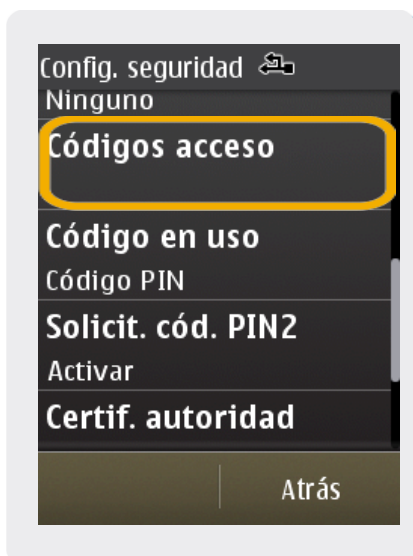 Config. seguridad
Ninguno
Códigos acceso
Código en uso
Código PIN
Solicit. cód. PIN2
Activar
Certif. autoridad
Atrás